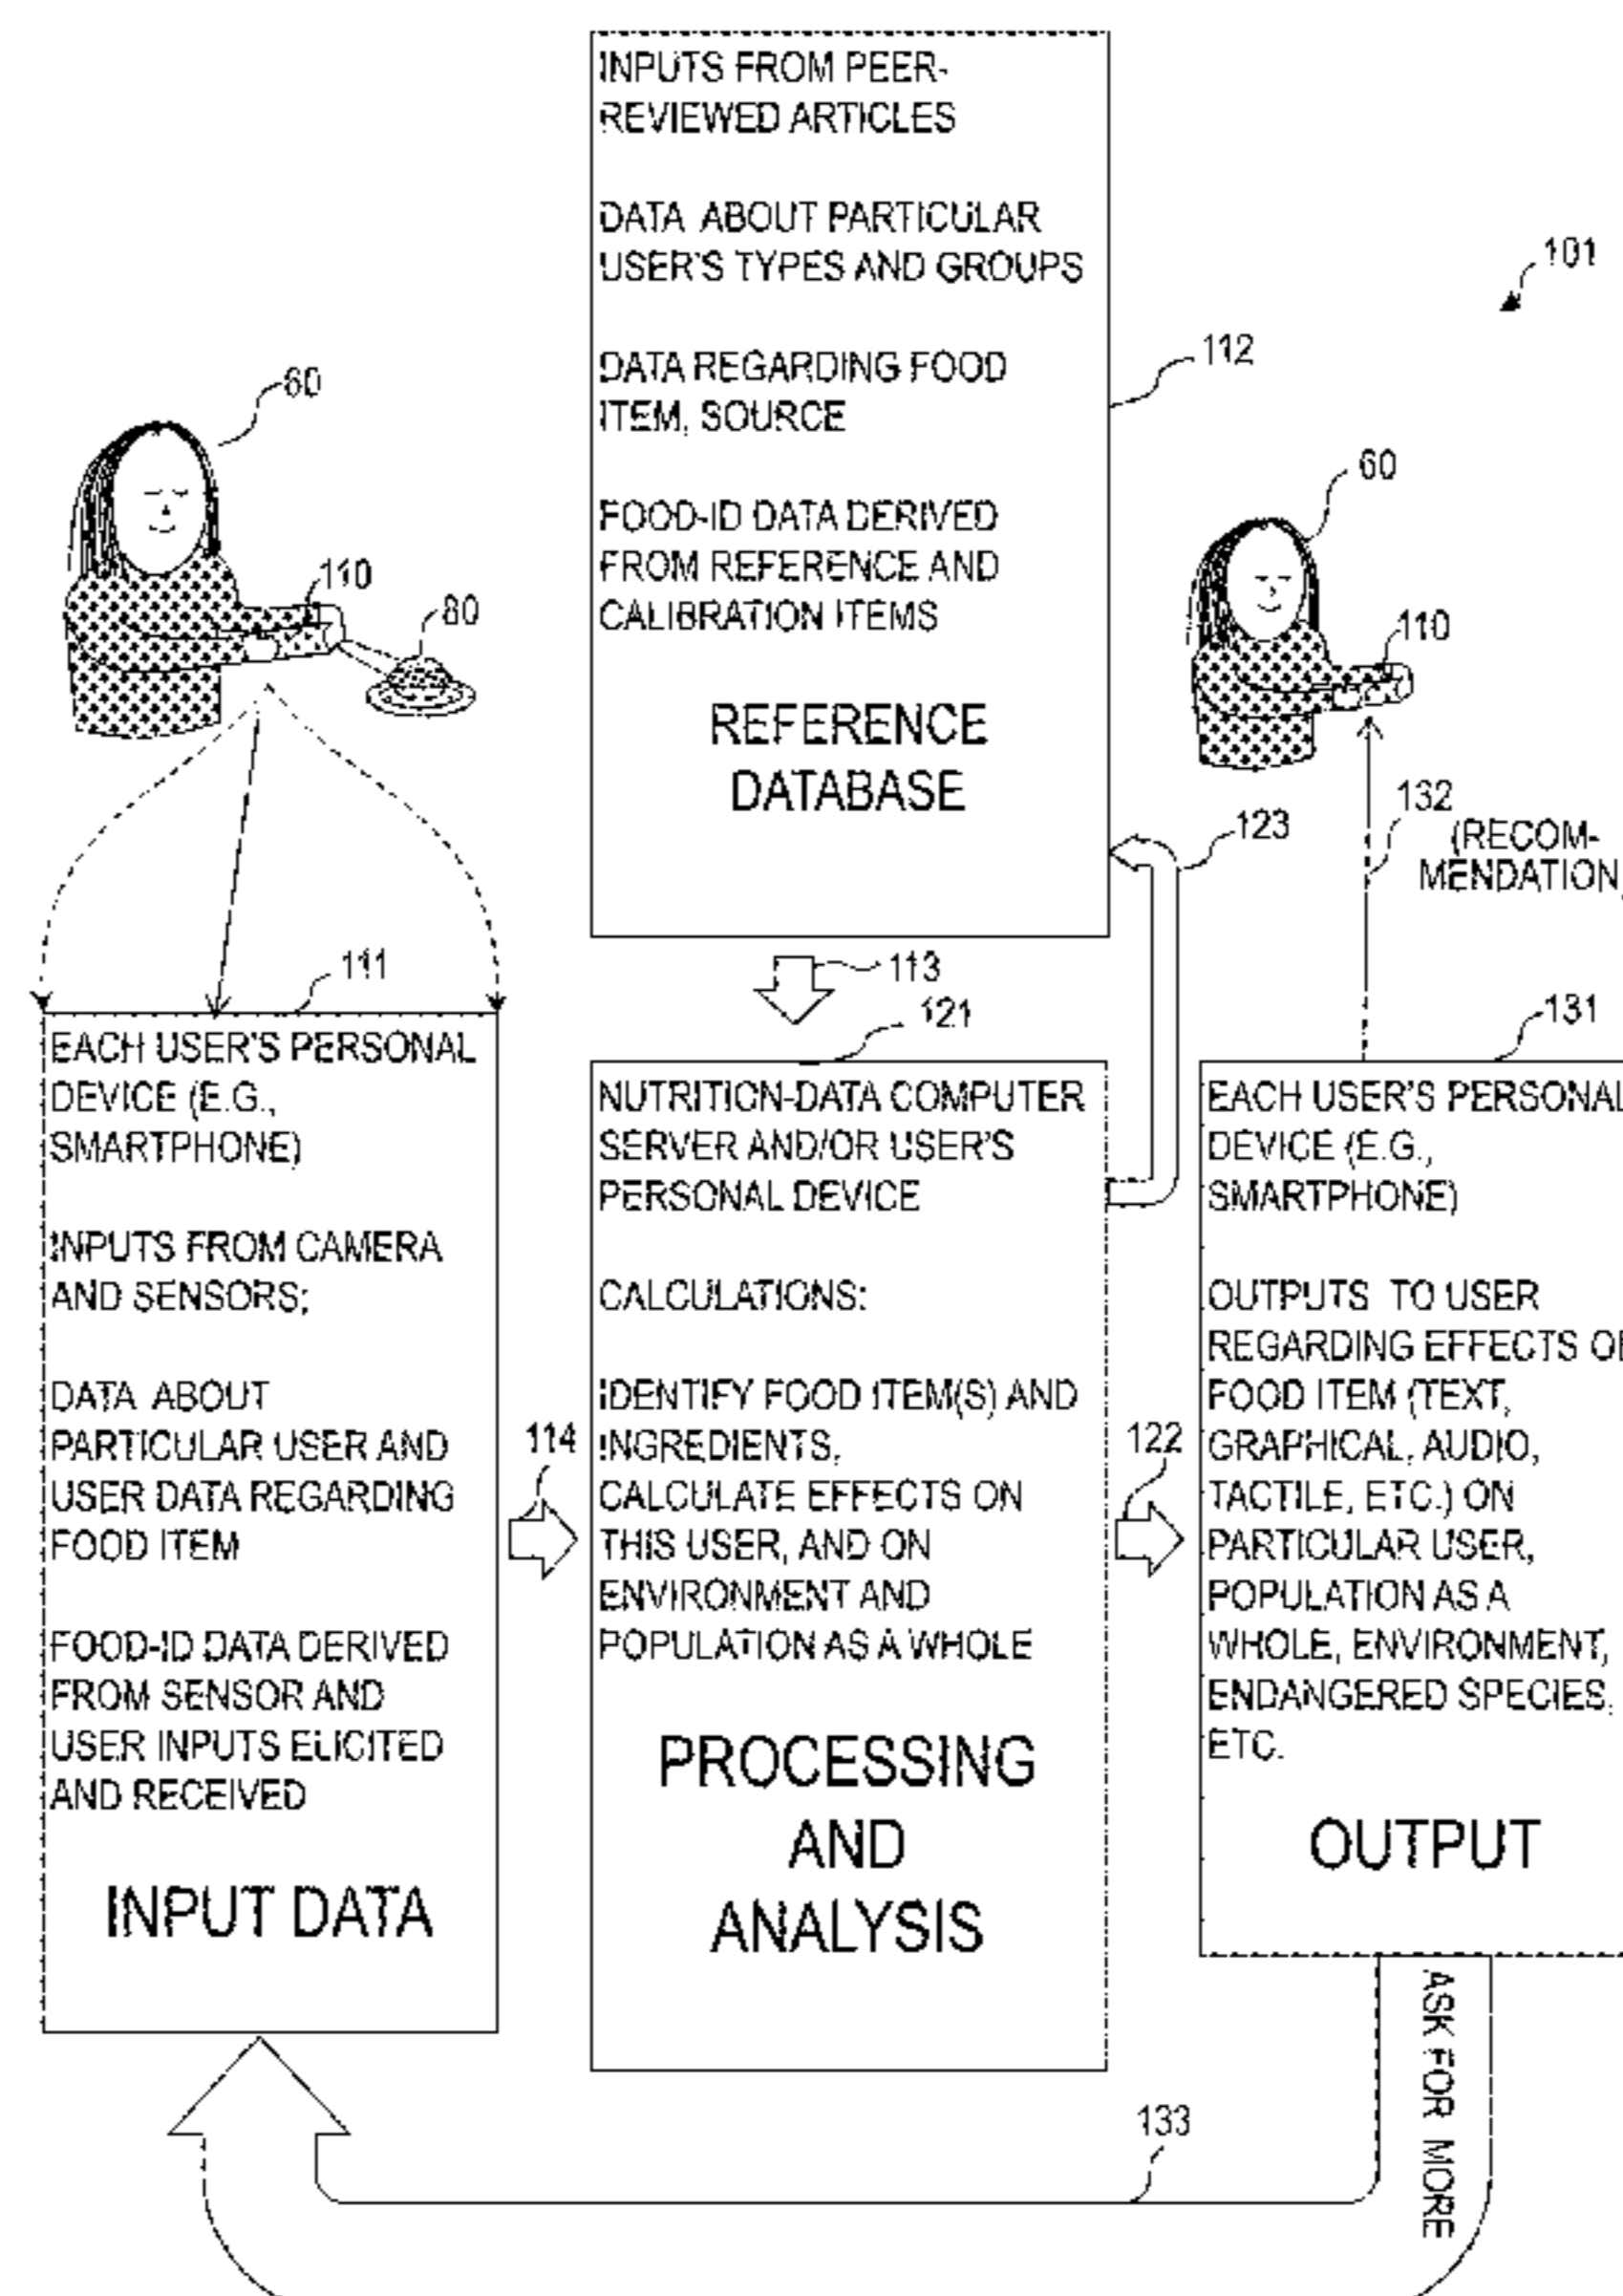 INPUTS FROM PEER-
REVIEWED ARTICLES
DATA ABOUT PARTICULAR
USER'S TYPES AND GROUPS
DATA REGARDING FOOD
ITEM, SOURCE
FOOD-ID DATA DERIVED
FROM REFERENCE AND
CALIBRATION ITEMS
REFERENCE
DATABASE
101
112
60
110
80
60
110
132
(RECOM-
MENDATION
123
113
111
EACH USER'S PERSONAL
DEVICE (E.G.,
SMARTPHONE)
INPUTS FROM CAMERA
AND SENSORS;
DATA ABOUT
PARTICULAR USER AND
USER DATA REGARDING
FOOD ITEM
FOOD-ID DATA DERIVED
FROM SENSOR AND
USER INPUTS ELICITED
AND RECEIVED
INPUT DATA
114
121
NUTRITION-DATA COMPUTER
SERVER AND/OR USER'S
PERSONAL DEVICE
CALCULATIONS:
IDENTIFY FOOD ITEM(S) AND
INGREDIENTS,
CALCULATE EFFECTS ON
THIS USER, AND ON
ENVIRONMENT AND
POPULATION AS A WHOLE
PROCESSING
AND
ANALYSIS
122
131
EACH USER'S PERSONAL
DEVICE (E.G.,
SMARTPHONE)
OUTPUTS TO USER
REGARDING EFFECTS OF
FOOD ITEM (TEXT,
GRAPHICAL, AUDIO,
TACTILE, ETC.) ON
PARTICULAR USER,
POPULATION AS A
WHOLE, ENVIRONMENT,
ENDANGERED SPECIES,
ETC.
OUTPUT
ASK FOR MORE
133